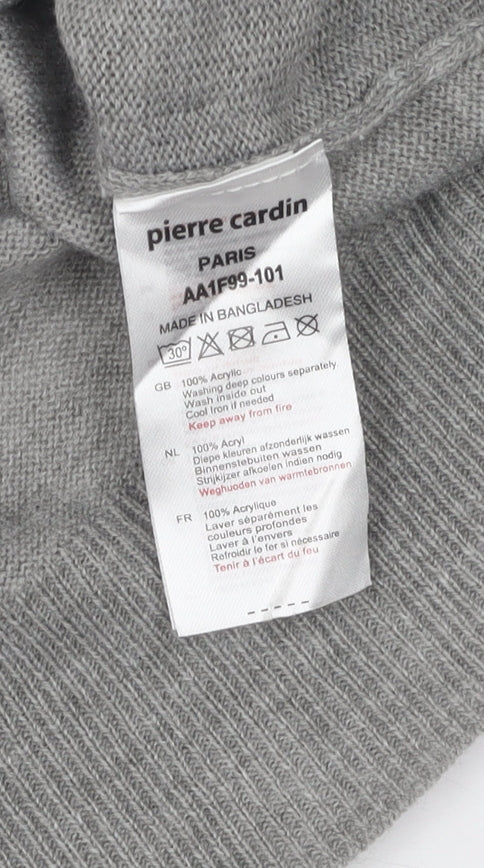 pierre cardin
PARIS
AA1F99-101
MADE IN BANGLADESH
30°
GB 100% Acrylic
Washing deep colours separately.
Wash inside out
Cool Iron if needed
Keep away from fire
NL 100% Acryl
Diepe kleuren afzonderlijk wassen
Binnenstebuiten wassen
Strijkijzer afkoelen indien nodig
Weghuoden van warmtebronnen
FR 100% Acrylique
Laver séparément les
couleurs profondes
Laver à l'envers
Refroidir le fer si nécessaire
Tenir à l'écart du feu